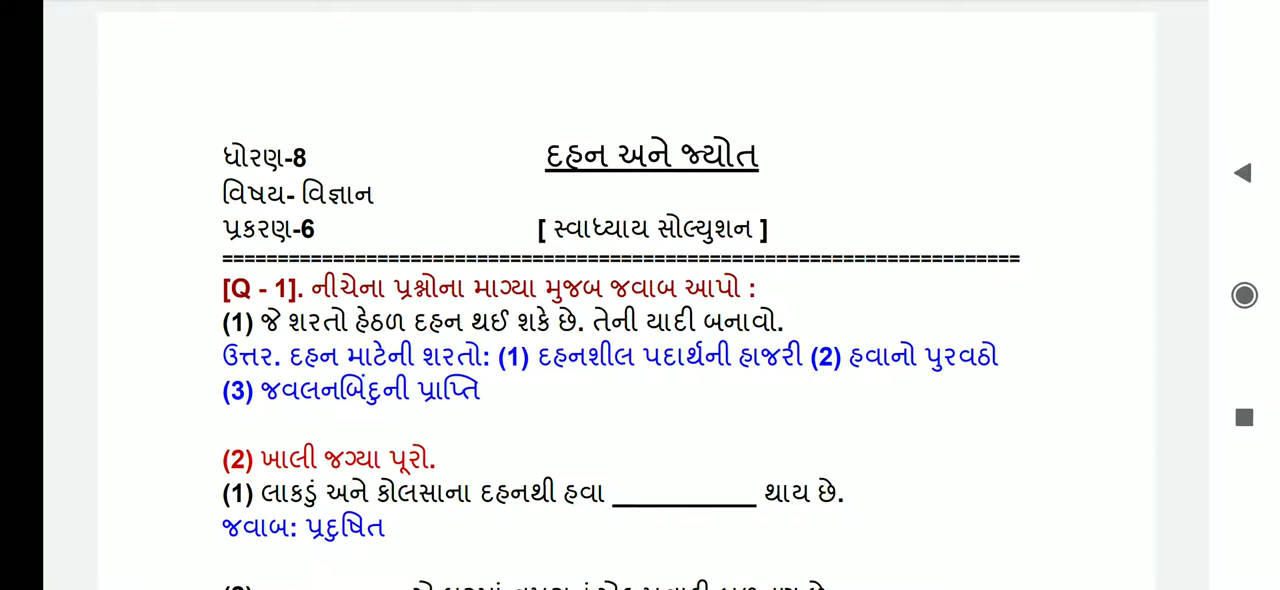 ધોરણ-8 દહન અને જ્યોત
વિષય- વિજ્ઞાન
પ્રકરણ-6 [ સ્વાધ્યાય સોલ્યુશન ]
=========================================================================
[Q - 1]. નીચેના પ્રશ્નોના માગ્યા મુજબ જવાબ આપો :
(1) જે શરતો હેઠળ દહન થઈ શકે છે. તેની યાદી બનાવો.
ઉત્તર. દહન માટેની શરતો: (1) દહનશીલ પદાર્થની હાજરી (2) હવાનો પુરવઠો
(3) જવલનબિંદુની પ્રાપ્તિ
(2) ખાલી જગ્યા પૂરો.
(1) લાકડું અને કોલસાના દહનથી હવા __________ થાય છે.
જવાબ: પ્રદુષિત